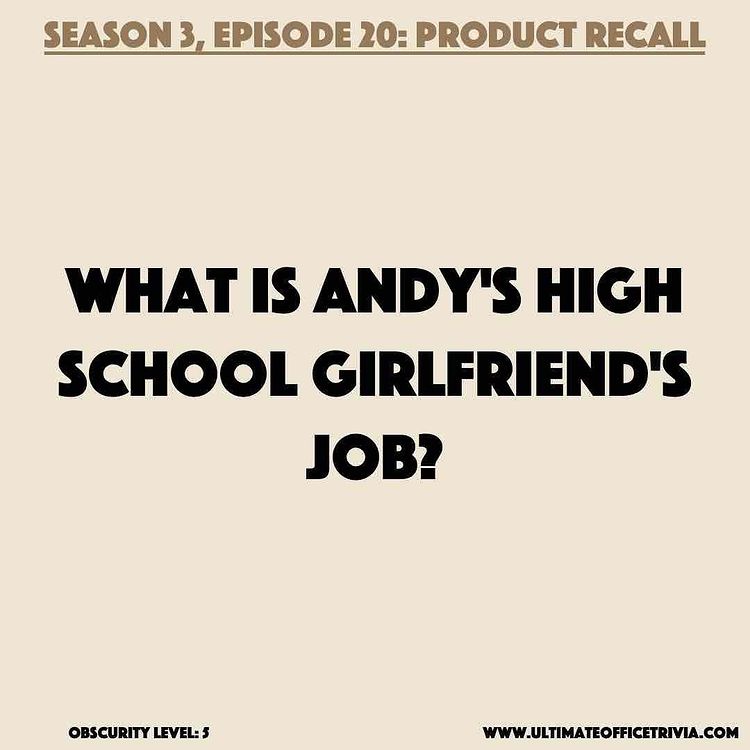 SEASON 3, EPISODE 20: PRODUCT RECALL
WHAT IS ANDY'S HIGH
SCHOOL GIRLFRIEND'S
JOB?
OBSCURITY LEVEL: 5
WWW.ULTIMATEOFFICETRIVIA.COM